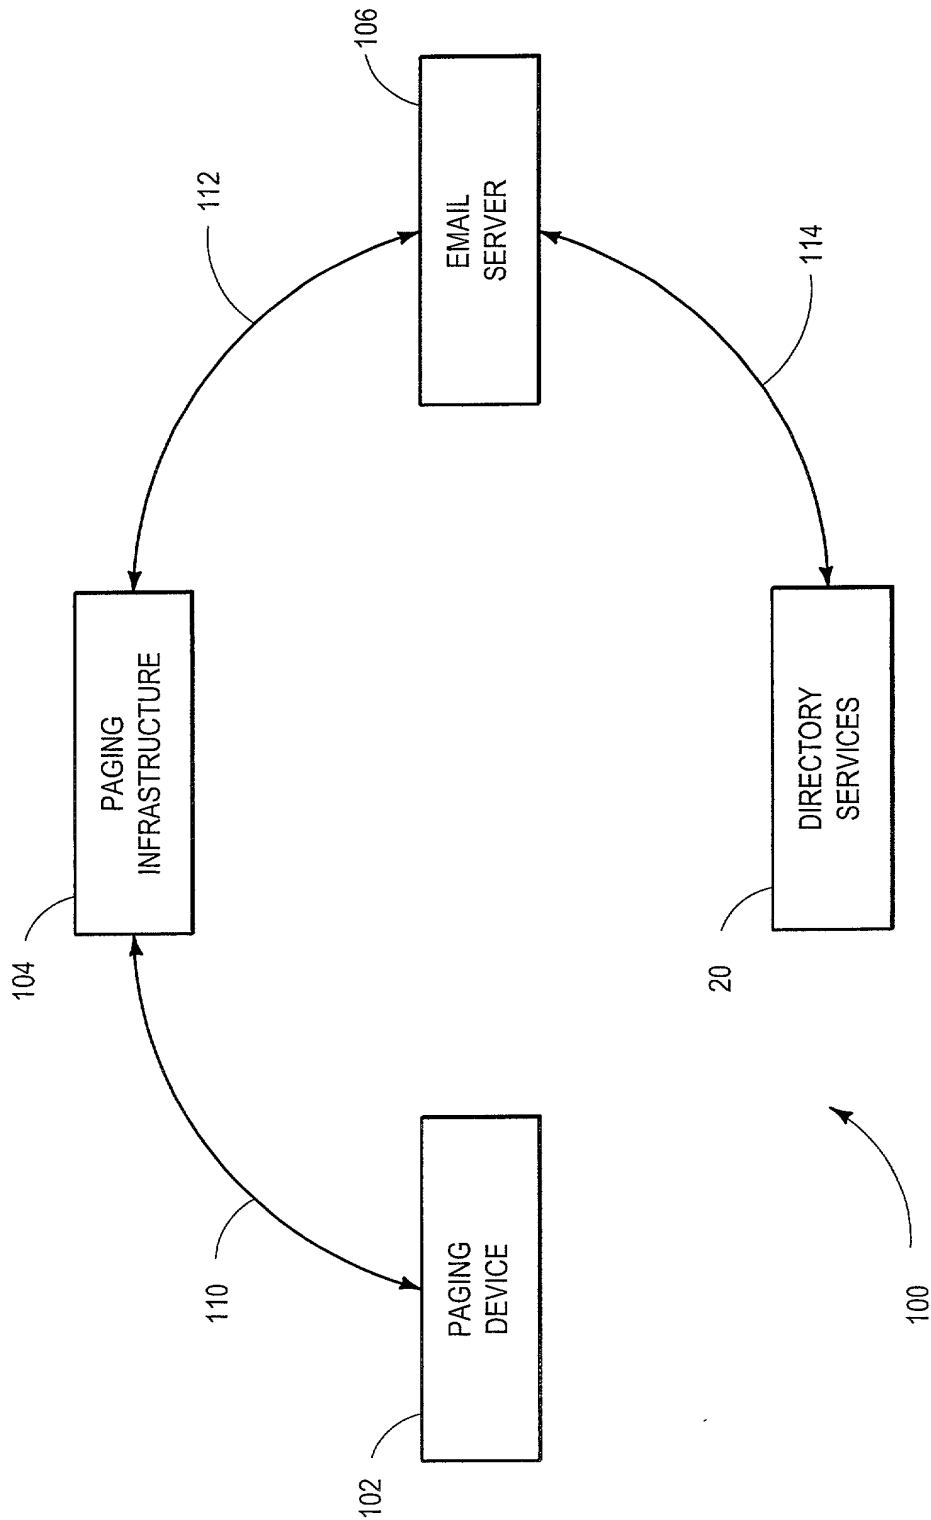 104
PAGING
INFRASTRUCTURE
110
112
102
PAGING
DEVICE
EMAIL
SERVER
106
114
20
DIRECTORY
SERVICES
100